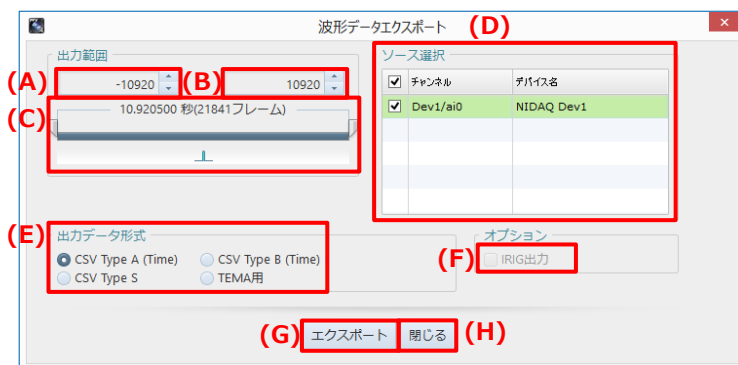 波形データエクスポート
(D)
出力範囲
ソース選択
(A)
-10920
(B)
10920
チャンネル
デバイス名
Dev1/ai0
NIDAQ Dev1
(C)
10.920500 秒(21841フレーム)
(E)
出力データ形式
CSV Type A (Time)
CSV Type B (Time)
CSV Type S
TEMA用
オプション
(F)
IRIG出力
(G)
エクスポート
閉じる
(H)